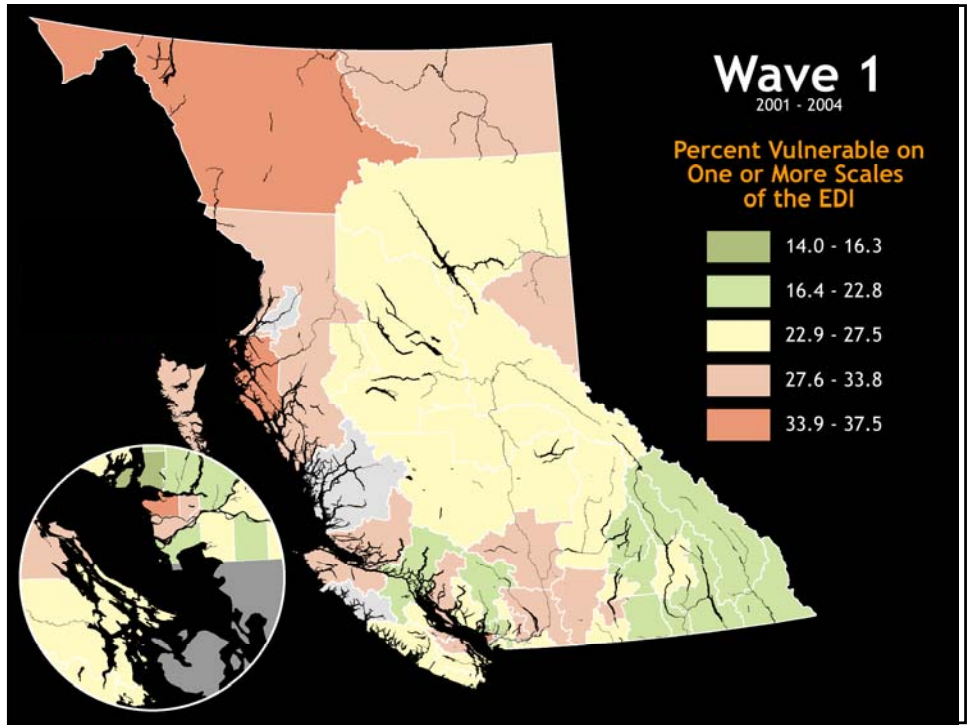 Wave 1
2001 - 2004
Percent Vulnerable on
One or More Scales
of the EDI
14.0 - 16.3
16.4 - 22.8
22.9 - 27.5
27.6 - 33.8
33.9 - 37.5